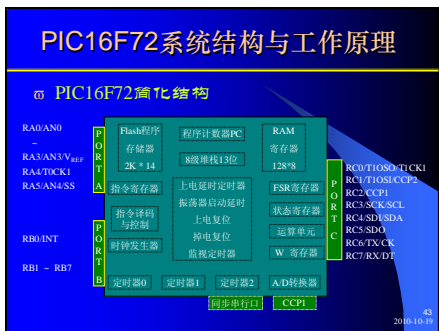 PIC16F72系统结构与工作原理
ϖ PIC16F72简化结构
RA0/AN0
~
RA3/AN3/VREF
RA4/T0CK1
RA5/AN4/SS
RB0/INT
RB1 ~ RB7
PORT A
PORT B
Flash程序
存储器
2K * 14
程序计数器PC
8级堆栈13位
RAM
寄存器
128*8
指令寄存器
指令译码
与控制
时钟发生器
上电延时定时器
振荡器启动延时
上电复位
掉电复位
监视定时器
FSR寄存器
状态寄存器
运算单元
W 寄存器
定时器0
定时器1
定时器2
A/D转换器
同步串行口
CCP1
PORT C
RC0/T1OSO/T1CK1
RC1/T1OSI/CCP2
RC2/CCP1
RC3/SCK/SCL
RC4/SDI/SDA
RC5/SDO
RC6/TX/CK
RC7/RX/DT
43
2010-10-19